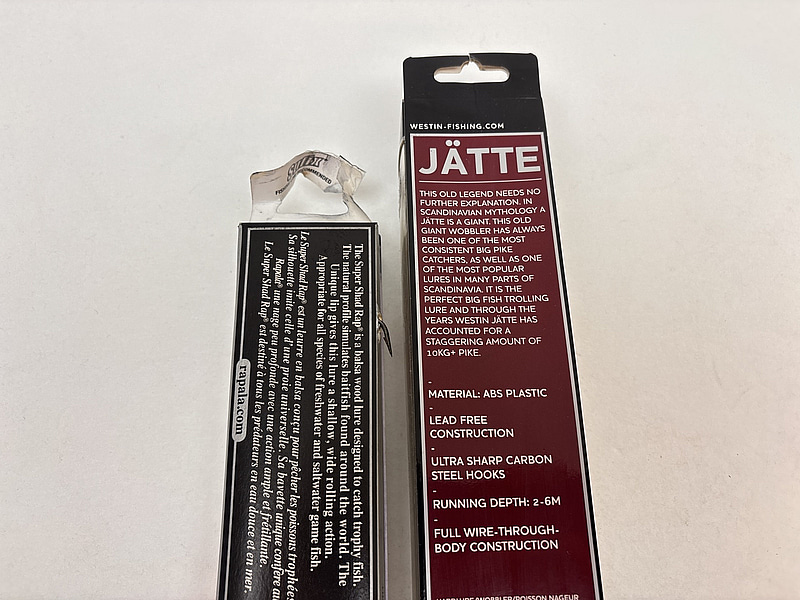 WESTIN-FISHING.COM
JÄTTE
THIS OLD LEGEND NEEDS NO
FURTHER EXPLANATION. IN
SCANDINAVIAN MYTHOLOGY A
JÄTTE IS A GIANT. THIS OLD
GIANT WOBBLER HAS ALWAYS
BEEN ONE OF THE MOST
CONSISTENT BIG PIKE
CATCHERS, AS WELL AS ONE
OF THE MOST POPULAR
LURES IN MANY PARTS OF
SCANDINAVIA. IT IS THE
PERFECT BIG FISH TROLLING
LURE AND THROUGH THE
YEARS WESTIN JÄTTE HAS
ACCOUNTED FOR A
STAGGERING AMOUNT OF
10KG+ PIKE.
-
MATERIAL: ABS PLASTIC
-
LEAD FREE
CONSTRUCTION
-
ULTRA SHARP CARBON
STEEL HOOKS
-
RUNNING DEPTH: 2-6M
-
FULL WIRE-THROUGH-
BODY CONSTRUCTION
HARD LURE/WOBBLER/POISSON NAGEUR
The Super Shad Rap® is a balsa wood lure designed to catch trophy fish.
The natural profile simulates baitfish found around the world. The
Unique lip gives this lure a shallow, wide rolling action.
Appropriate for all species of freshwater and saltwater game fish.
Le Super Shad Rap® est un leurre en balsa conçu pour pêcher les poissons trophées
Sa silhouette imite celle d'une proie universelle. Sa bavette unique confère au
Rapala® une nage peu profonde avec une action ample et frétillante.
Le Super Shad Rap® est destiné à tous les prédateurs en eau douce et en mer.
rapala.com